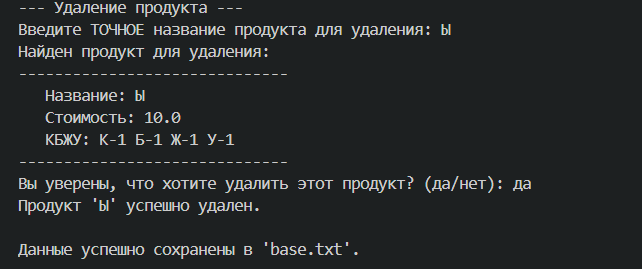 --- Удаление продукта ---
Введите ТОЧНОЕ название продукта для удаления: Ы
Найден продукт для удаления:
------------------------------
Название: Ы
Стоимость: 10.0
КБЖУ: К-1 Б-1 Ж-1 У-1
------------------------------
Вы уверены, что хотите удалить этот продукт? (да/нет): да
Продукт 'Ы' успешно удален.
Данные успешно сохранены в 'base.txt'.